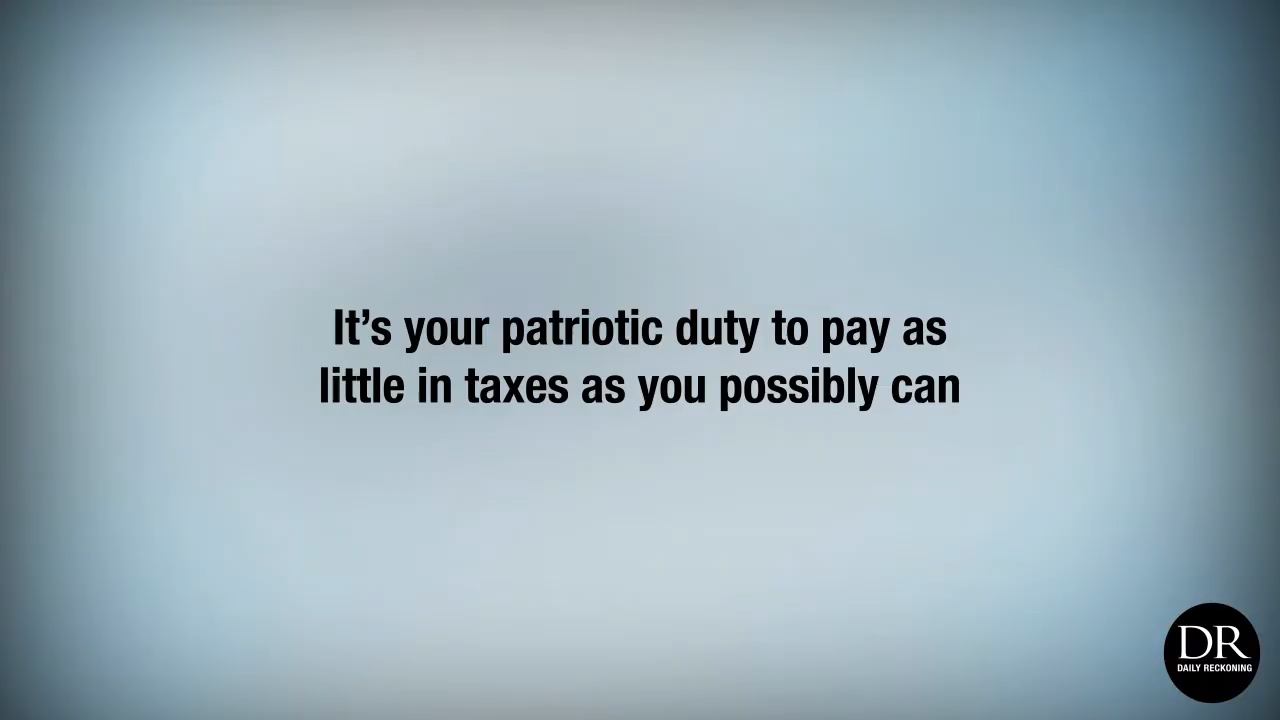 It’s your patriotic duty to pay as
little in taxes as you possibly can
DR
DAILY RECKONING